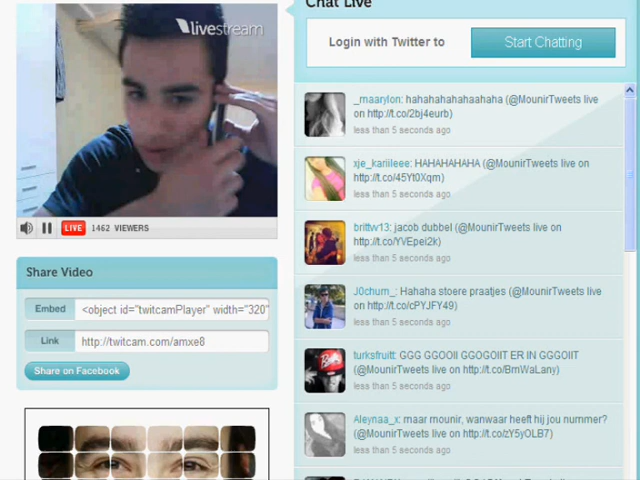 Chat Live
livestream
Login with Twitter to
Start Chatting
_maarylon: hahahahahahaahaha (@MounirTweets live
on http://t.co/2bj4eurb)
less than 5 seconds ago
xje_kariileee: HAHAHAHAHA (@MounirTweets live on
http://t.co/45Yt0Xqm)
less than 5 seconds ago
brittw13: jacob dubbel (@MounirTweets live on
http://t.co/YVEpei2k)
less than 5 seconds ago
J0chum_: Hahaha stoere praatjes (@MounirTweets live
on http://t.co/cPYJFY49)
less than 5 seconds ago
turksfruitt: GGG GGOOII GGOGOIIT ER IN GGGOIIT
(@MounirTweets live on http://t.co/BmWaLany)
less than 5 seconds ago
Aleynaa_x: maar mounir, wanwaar heeft hij jou nummer?
(@MounirTweets live on http://t.co/zY5yOLB7)
less than 5 seconds ago
LIVE
1462 VIEWERS
Share Video
Embed
<object id="twitcamPlayer" width="320"
Link
http://twitcam.com/amxe8
Share on Facebook